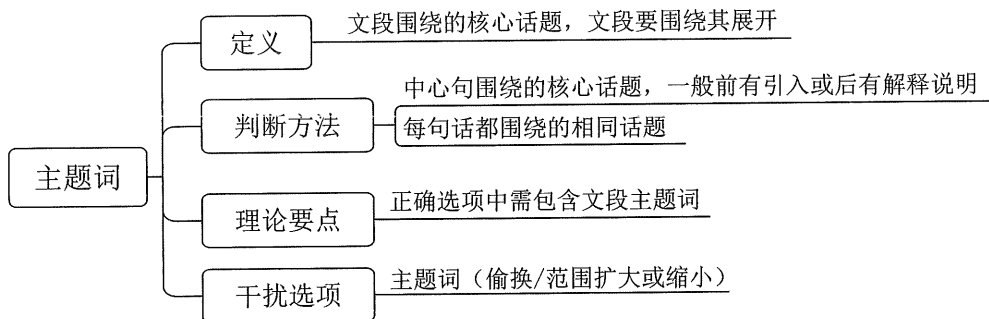 定义
文段围绕的核心话题，文段要围绕其展开
中心句围绕的核心话题，一般前有引入或后有解释说明
判断方法
每句话都围绕的相同话题
主题词
理论要点
正确选项中需包含文段主题词
干扰选项
主题词（偷换/范围扩大或缩小）